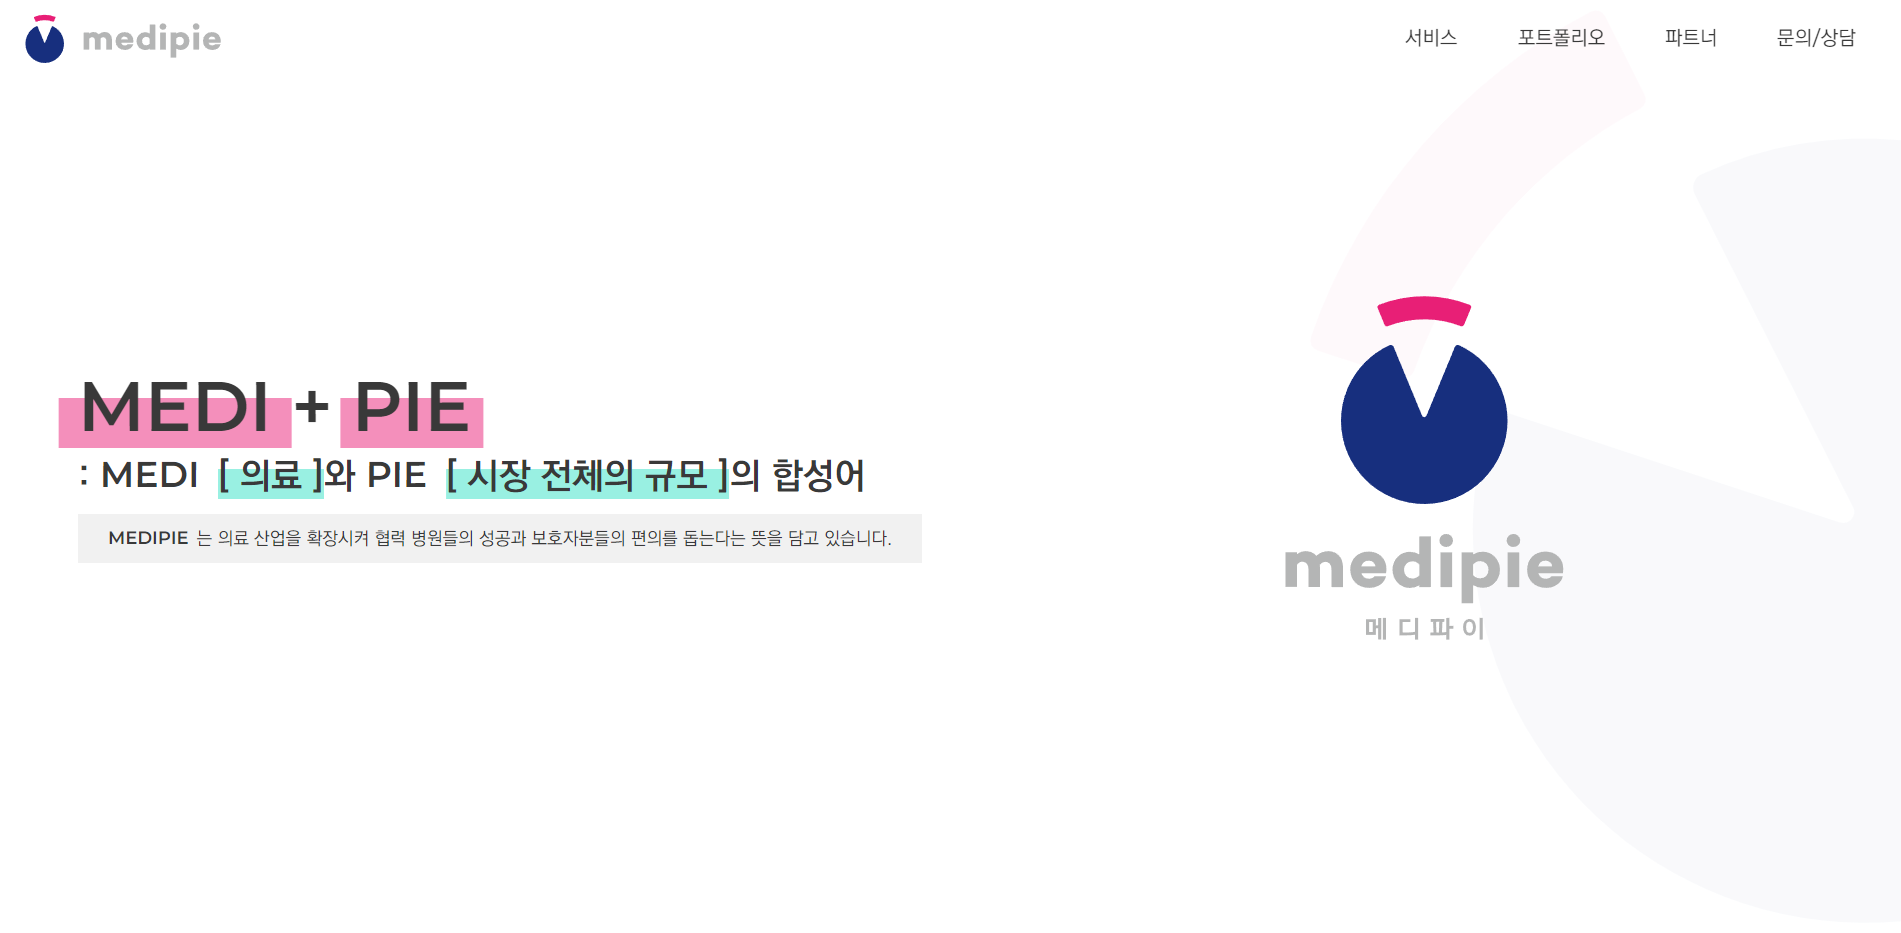 medipie
서비스 포트폴리오 파트너 문의/상담
MEDI + PIE
: MEDI [ 의료 ]와 PIE [ 시장 전체의 규모 ]의 합성어
MEDIPIE 는 의료 산업을 확장시켜 협력 병원들의 성공과 보호자분들의 편의를 돕는다는 뜻을 담고 있습니다.
medipie
메디파이